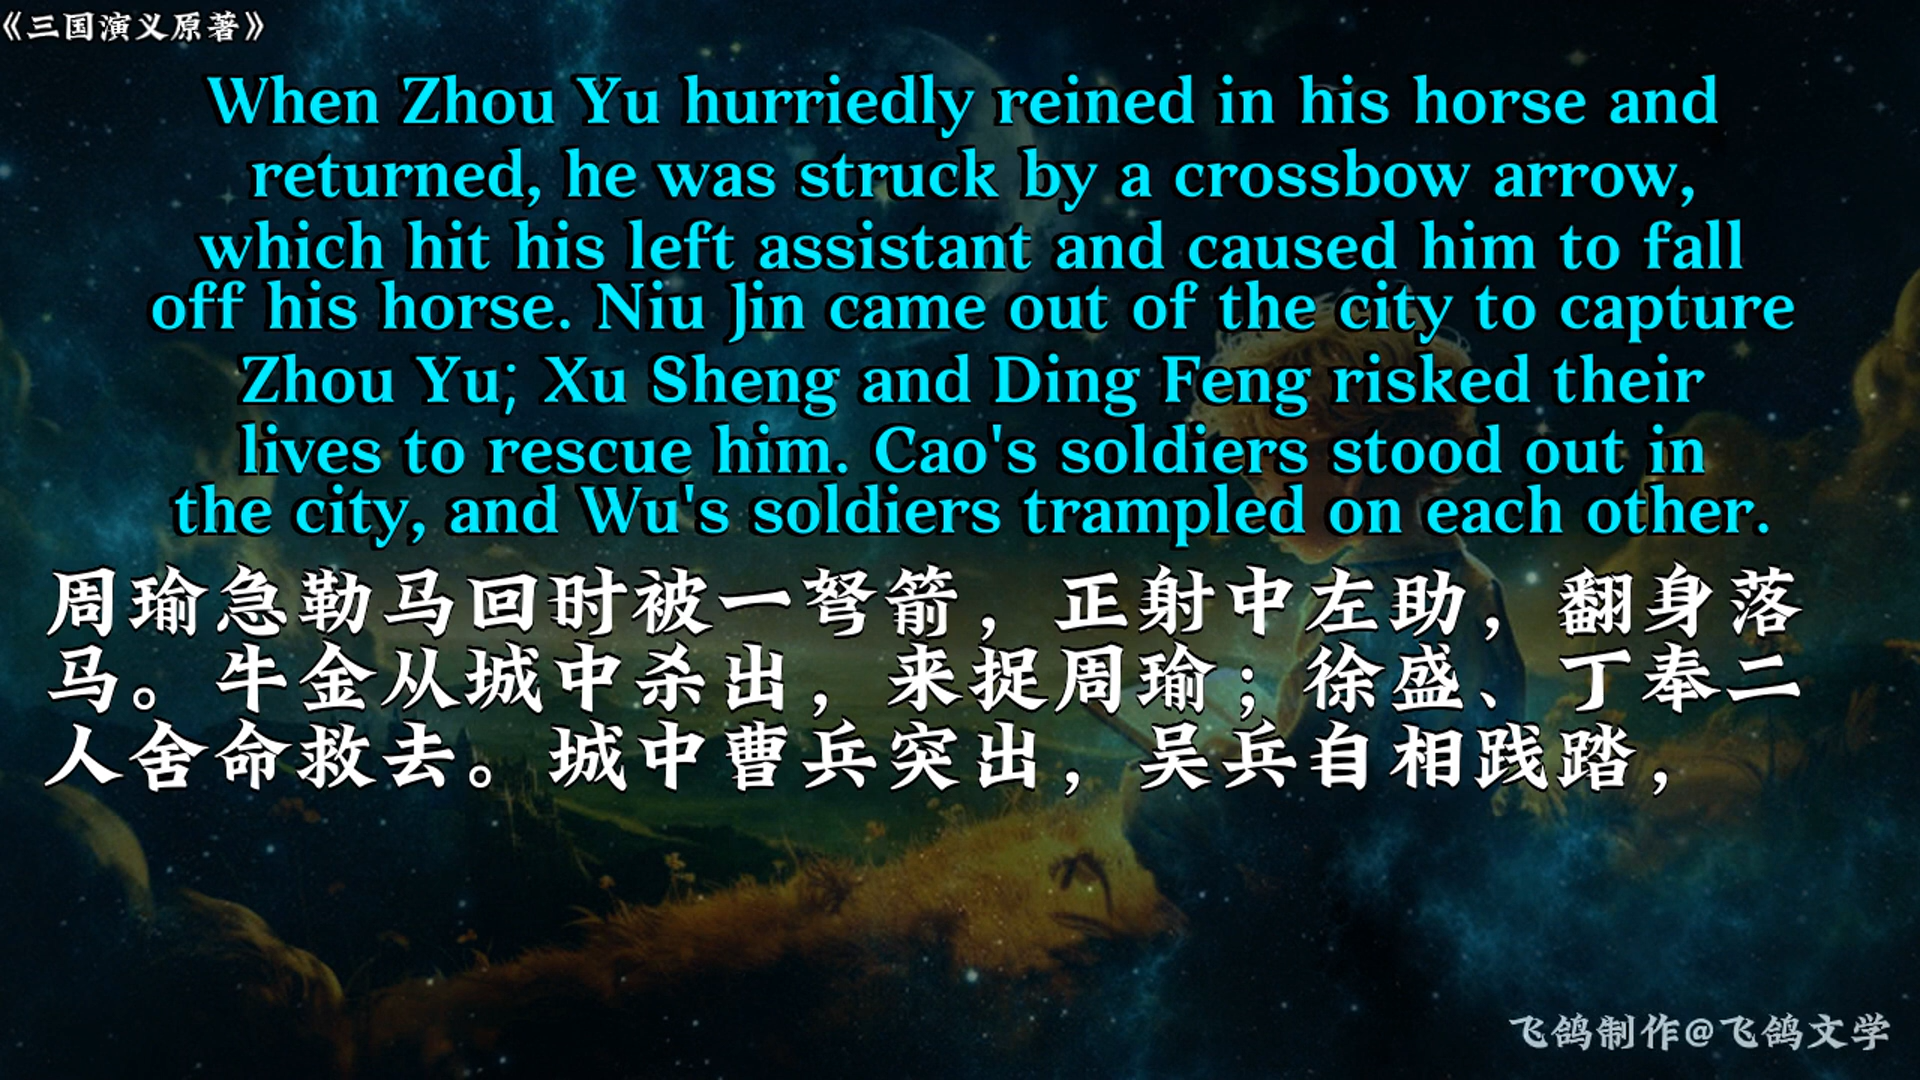 《三国演义原著》
When Zhou Yu hurriedly reined in his horse and
returned, he was struck by a crossbow arrow,
which hit his left assistant and caused him to fall
off his horse. Niu Jin came out of the city to capture
Zhou Yu; Xu Sheng and Ding Feng risked their
lives to rescue him. Cao's soldiers stood out in
the city, and Wu's soldiers trampled on each other.
周瑜急勒马回时被一弩箭，正射中左助，翻身落
马。牛金从城中杀出，来捉周瑜；徐盛、丁奉二
人舍命救去。城中曹兵突出，吴兵自相践踏，
飞鸽制作@飞鸽文学